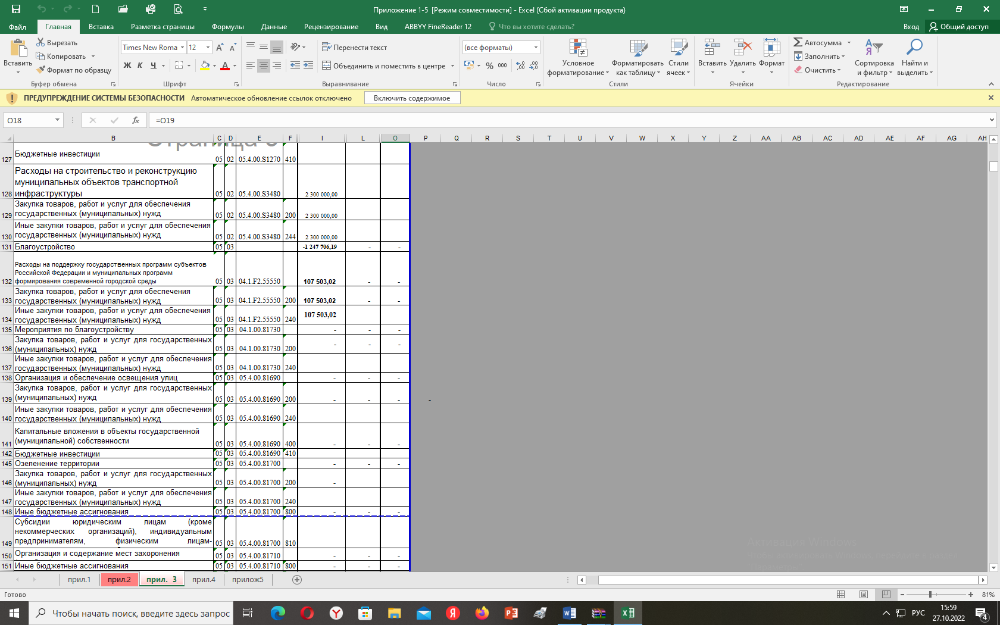 Приложение 1-5 [Режим совместимости] - Excel (Сбой активации продукта)
Файл Главная Вставка Разметка страницы Формулы Данные Рецензирование Вид ABBYY FineReader 12 Что вы хотите сделать? Вход Общий доступ
Вставить
Вырезать
Копировать
Формат по образцу
Буфер обмена
Times New Roma 12
Ж К Ч
Шрифт
Перенести текст
Объединить и поместить в центре
Выравнивание
(все форматы)
% 000
Число
Условное форматирование
Форматировать как таблицу
Стили ячеек
Стили
Вставить Удалить Формат
Ячейки
Автосумма
Заполнить
Очистить
Сортировка и фильтр
Найти и выделить
Редактирование
ПРЕДУПРЕЖДЕНИЕ СИСТЕМЫ БЕЗОПАСНОСТИ Автоматическое обновление ссылок отключено Включить содержимое
O18 fx =O19
B C D E F I L O P Q R S T U V W X Y Z AA AB AC AD AE AF AG AH
127 Бюджетные инвестиции 05 02 05.4.00.S1270 410
128 Расходы на строительство и реконструкцию
муниципальных объектов транспортной
инфраструктуры 05 02 05.4.00.S3480 2 300 000,00
129 Закупка товаров, работ и услуг для обеспечения
государственных (муниципальных) нужд 05 02 05.4.00.S3480 200 2 300 000,00
130 Иные закупки товаров, работ и услуг для обеспечения
государственных (муниципальных) нужд 05 02 05.4.00.S3480 244 2 300 000,00
131 Благоустройство 05 03 -1 247 706,19 - -
132 Расходы на поддержку государственных программ субъектов
Российской Федерации и муниципальных программ
формирования современной городской среды 05 03 04.1.F2.55550 107 503,02 - -
133 Закупка товаров, работ и услуг для обеспечения
государственных (муниципальных) нужд 05 03 04.1.F2.55550 200 107 503,02 - -
134 Иные закупки товаров, работ и услуг для обеспечения
государственных (муниципальных) нужд 05 03 04.1.F2.55550 240 107 503,02
135 Мероприятия по благоустройству 05 03 04.1.00.81730 - - -
136 Закупка товаров, работ и услуг для государственных
(муниципальных) нужд 05 03 04.1.00.81730 200 - - -
137 Иные закупки товаров, работ и услуг для обеспечения
государственных (муниципальных) нужд 05 03 04.1.00.81730 240
138 Организация и обеспечение освещения улиц 05 03 05.4.00.81690 - - -
139 Закупка товаров, работ и услуг для государственных
(муниципальных) нужд 05 03 05.4.00.81690 200 - - - -
140 Иные закупки товаров, работ и услуг для обеспечения
государственных (муниципальных) нужд 05 03 05.4.00.81690 240
141 Капитальные вложения в объекты государственной
(муниципальной) собственности 05 03 05.4.00.81690 400 - - -
142 Бюджетные инвестиции 05 03 05.4.00.81690 410
145 Озеленение территории 05 03 05.4.00.81700 - - -
146 Закупка товаров, работ и услуг для государственных
(муниципальных) нужд 05 03 05.4.00.81700 200 -
147 Иные закупки товаров, работ и услуг для обеспечения
государственных (муниципальных) нужд 05 03 05.4.00.81700 240
148 Иные бюджетные ассигнования 05 03 05.4.00.81700 800 - - -
149 Субсидии юридическим лицам (кроме
некоммерческих организаций), индивидуальным
предпринимателям, физическим лицам- 05 03 05.4.00.81700 810
150 Организация и содержание мест захоронения 05 03 05.4.00.81710 - - -
151 Иные бюджетные ассигнования 05 03 05.4.00.81710 800 - - -
Активация Windows
прил.1 прил.2 прил. 3 прил.4 прилож5
Готово 81%
Чтобы начать поиск, введите здесь запрос
РУС
15:59
27.10.2022
4